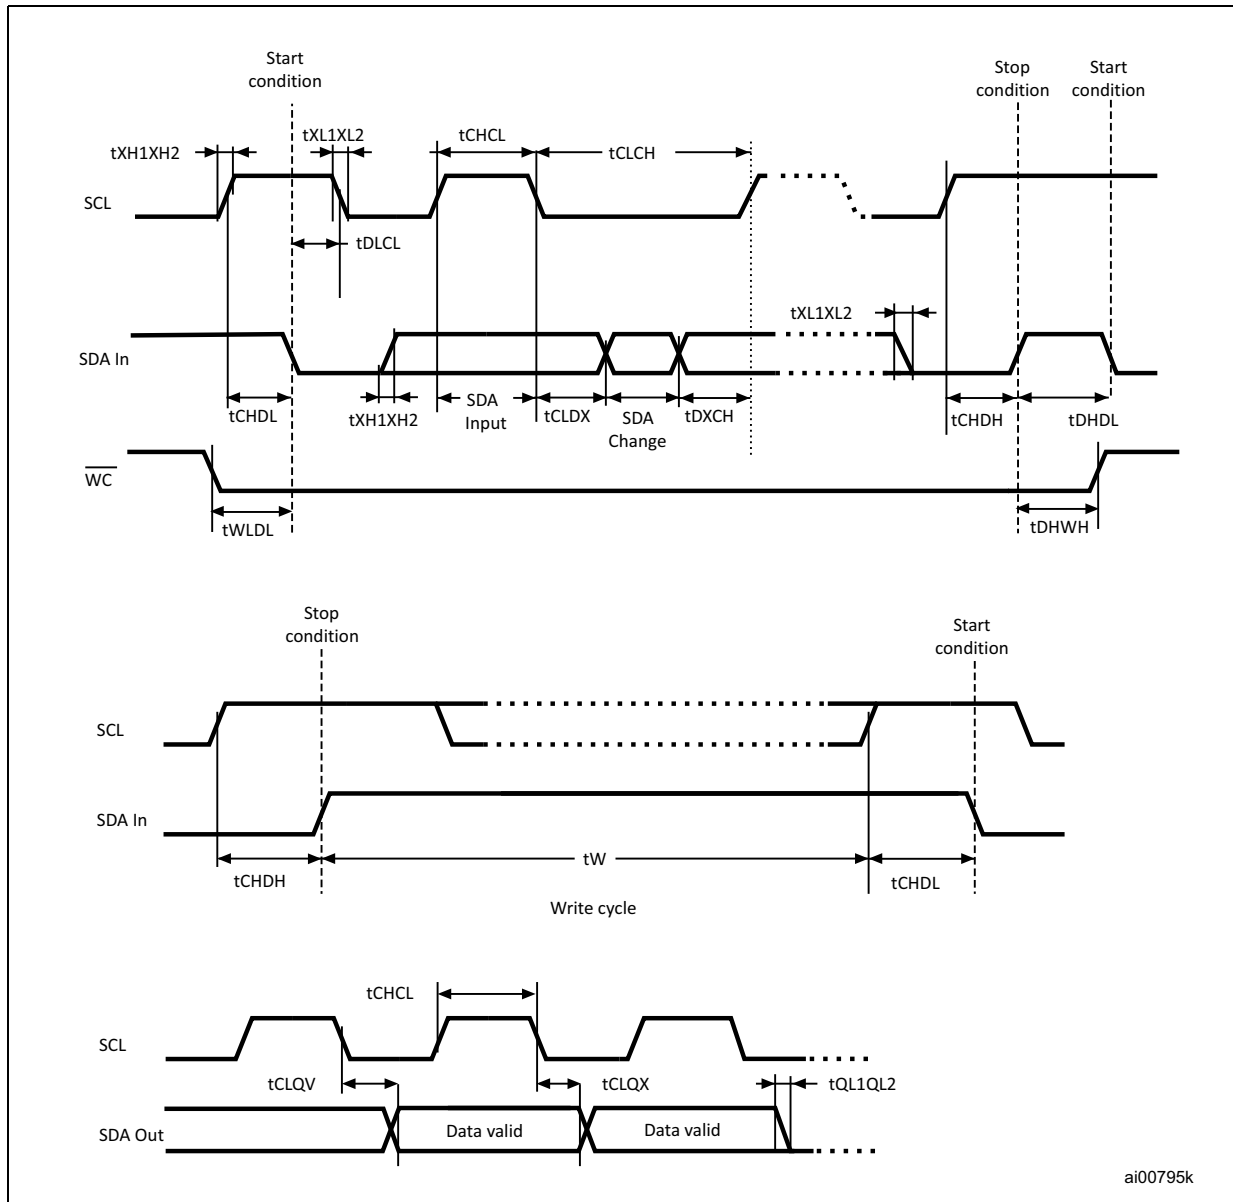 Start
condition
Stop
condition
Start
condition
tXH1XH2
tXL1XL2
tCHCL
tCLCH
SCL
tDLCL
tXL1XL2
SDA In
tCHDL
tXH1XH2
SDA
Input
tCLDX
SDA
Change
tDXCH
tCHDH
tDHDL
WC
tWLDL
tDHWH
Stop
condition
Start
condition
SCL
SDA In
tCHDH
tW
tCHDL
Write cycle
tCHCL
SCL
tCLQV
tCLQX
tQL1QL2
SDA Out
Data valid
Data valid
ai00795k